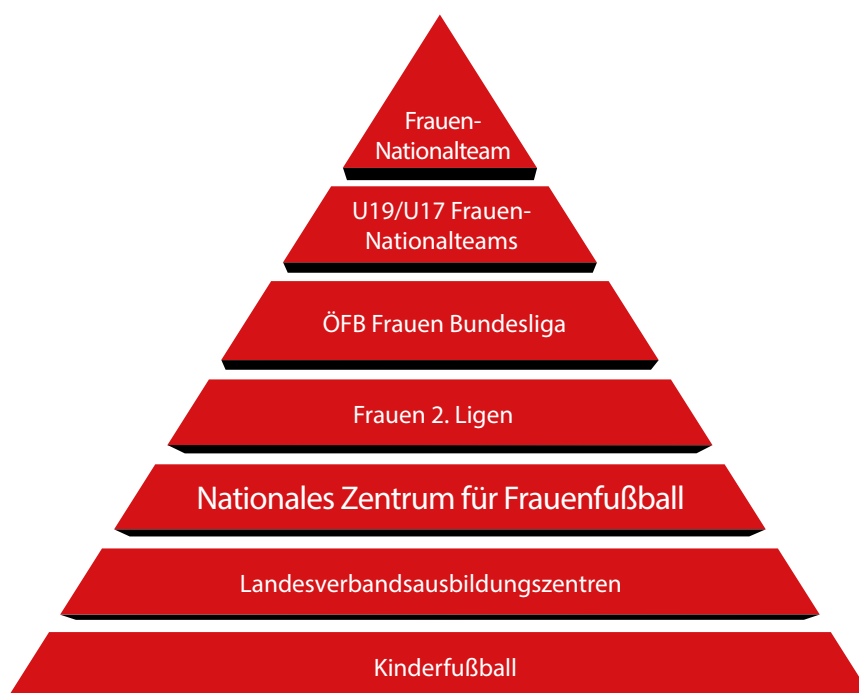 Frauen-
Nationalteam
U19/U17 Frauen-
Nationalteams
ÖFB Frauen Bundesliga
Frauen 2. Ligen
Nationales Zentrum für Frauenfußball
Landesverbandsausbildungszentren
Kinderfußball